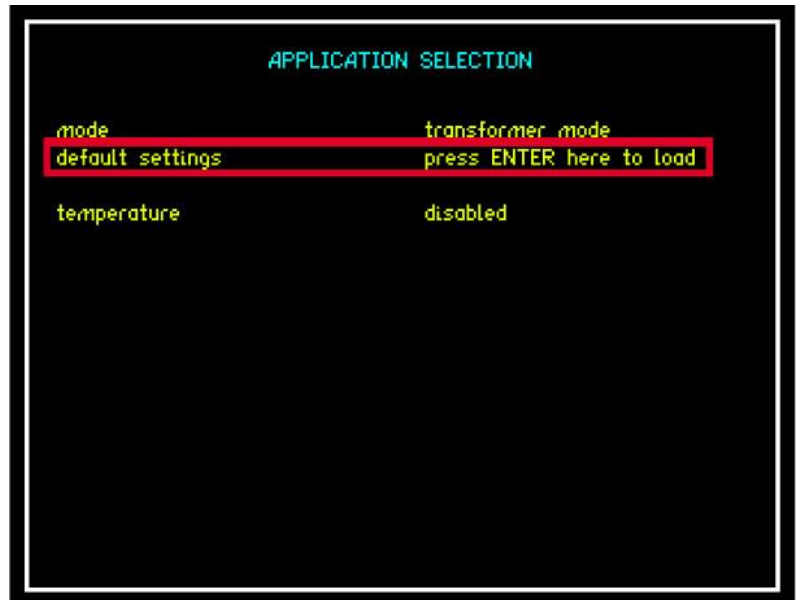 APPLICATION SELECTION
mode transformer mode
default settings press ENTER here to load
temperature disabled